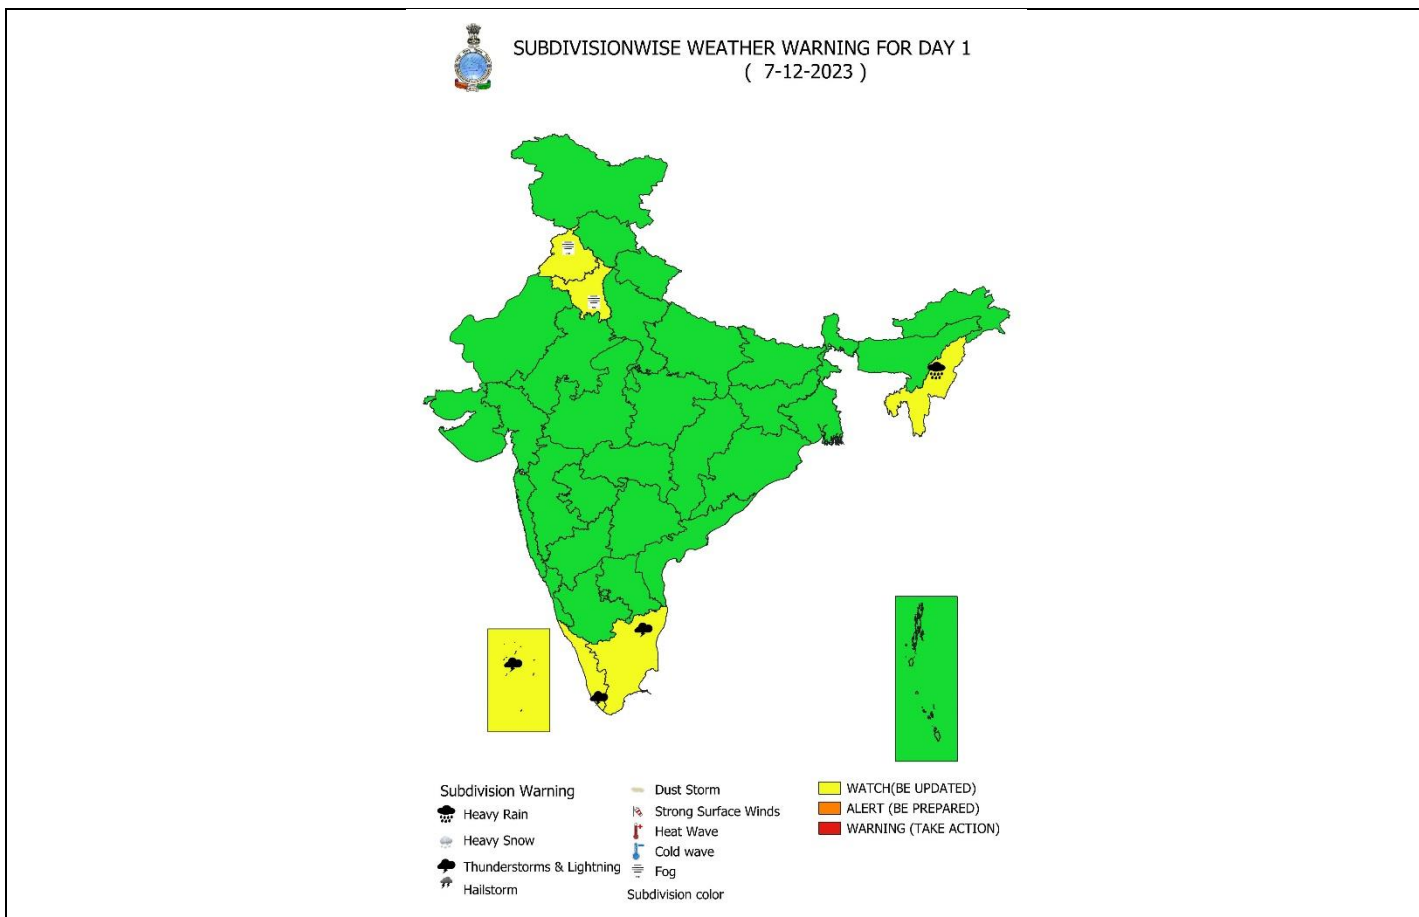 SUBDIVISIONWISE WEATHER WARNING FOR DAY 1
( 7-12-2023 )
Subdivision Warning
Heavy Rain
Heavy Snow
Thunderstorms & Lightning
Hailstorm
Dust Storm
Strong Surface Winds
Heat Wave
Cold wave
Fog
Subdivision color
WATCH(BE UPDATED)
ALERT (BE PREPARED)
WARNING (TAKE ACTION)